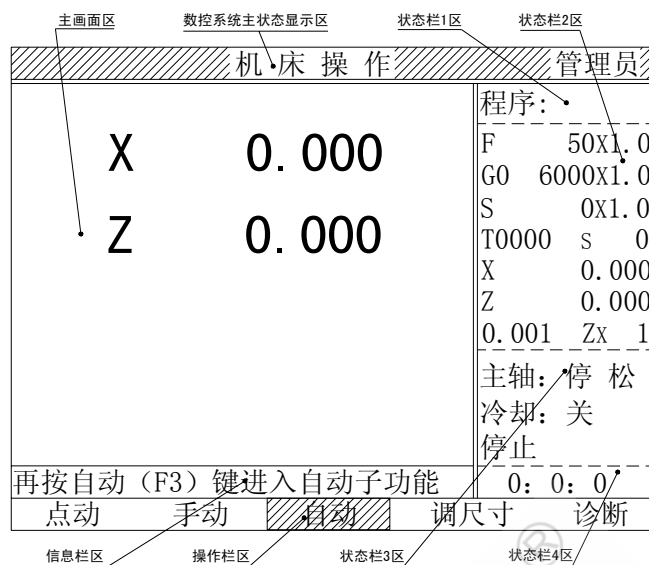 主画面区 数控系统主状态显示区 状态栏1区 状态栏2区
机 床 操 作 管理员
程序:
X 0.000
Z 0.000
F 50X1.0
G0 6000X1.0
S 0X1.0
T0000 S 0
X 0.000
Z 0.000
0.001 ZX 1
主轴: 停 松
冷却: 关
停止
再按自动（F3）键进入自动子功能
0: 0: 0
点动 手动 自动 调尺寸 诊断
信息栏区 操作栏区 状态栏3区 状态栏4区
®